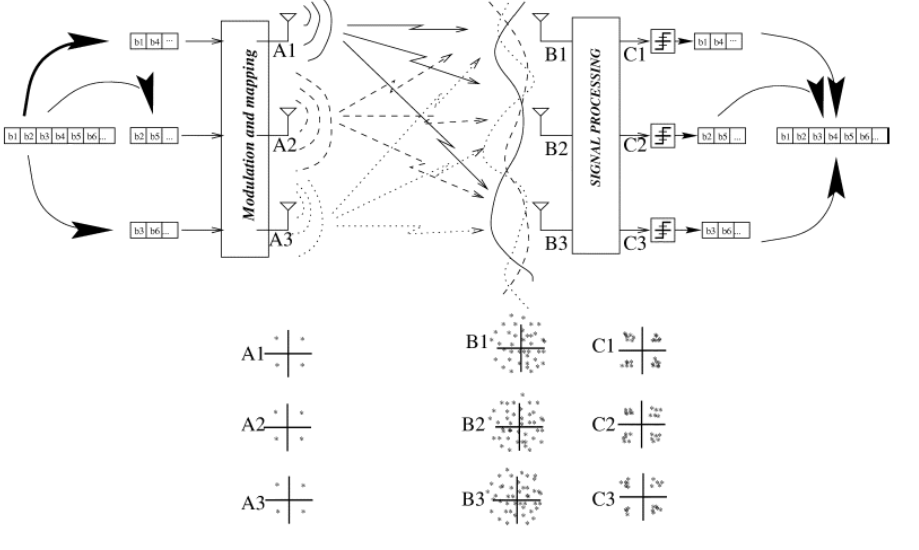 b1 b4 ...
A1
B1
C1
b1 b4 ...
b1 b2 b3 b4 b5 b6 ...
b2 b5 ...
Modulation and mapping
A2
B2
SIGNAL PROCESSING
C2
b2 b5 ...
b1 b2 b3 b4 b5 b6 ...
b3 b6 ...
A3
B3
C3
b3 b6 ...
A1
B1
C1
A2
B2
C2
A3
B3
C3